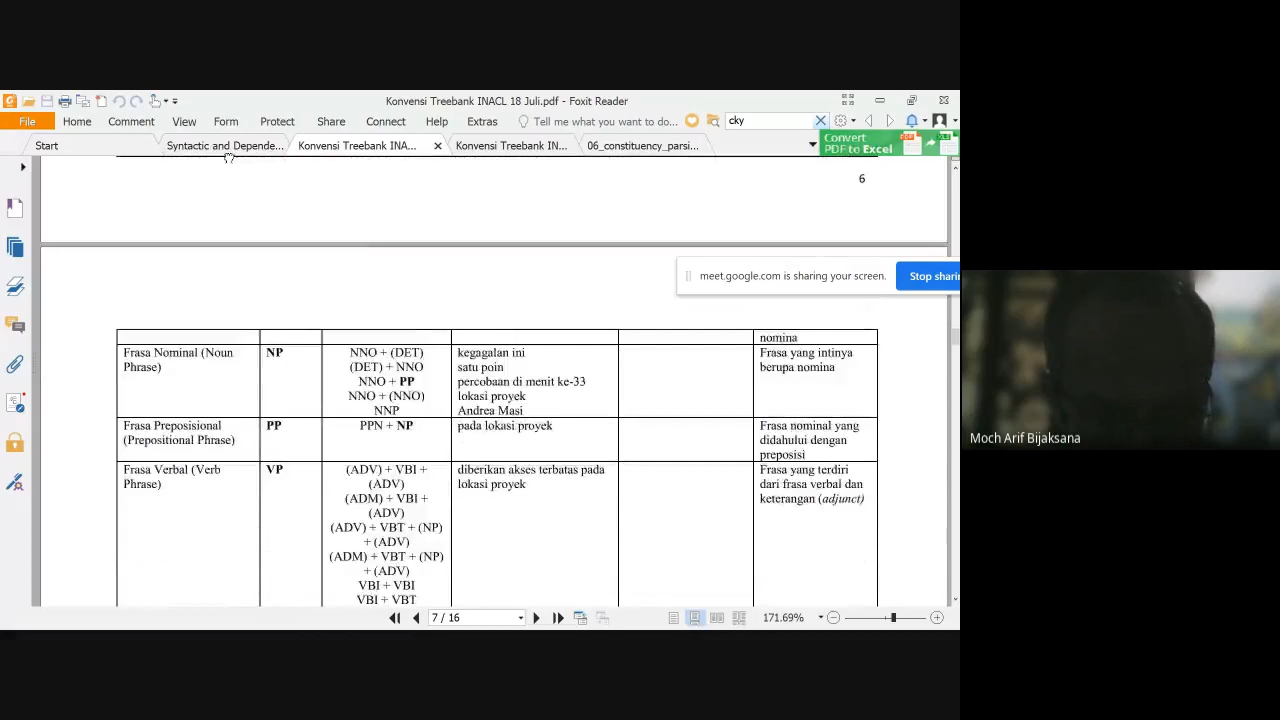 Konvensi Treebank INACL 18 Juli.pdf - Foxit Reader
File Home Comment View Form Protect Share Connect Help Extras Tell me what you want to do... cky
Start Syntactic and Depende... Konvensi Treebank INA... Konvensi Treebank IN... 06_constituency_parsi... Convert
PDF to Excel
6
meet.google.com is sharing your screen. Stop sharin
nomina
Frasa Nominal (Noun
Phrase)
NP
NNO + (DET)
(DET) + NNO
NNO + PP
NNO + (NNO)
NNP
kegagalan ini
satu poin
percobaan di menit ke-33
lokasi proyek
Andrea Masi
Frasa yang intinya
berupa nomina
Frasa Preposisional
(Prepositional Phrase)
PP
PPN + NP
pada lokasi proyek
Frasa nominal yang
didahului dengan
preposisi
Frasa Verbal (Verb
Phrase)
VP
(ADV) + VBI +
(ADV)
(ADM) + VBI +
(ADV)
(ADV) + VBT + (NP)
+ (ADV)
(ADM) + VBT + (NP)
+ (ADV)
VBI + VBI
VBI + VBT
diberikan akses terbatas pada
lokasi proyek
Frasa yang terdiri
dari frasa verbal dan
keterangan (adjunct)
7 / 16
171.69%
Moch Arif Bijaksana